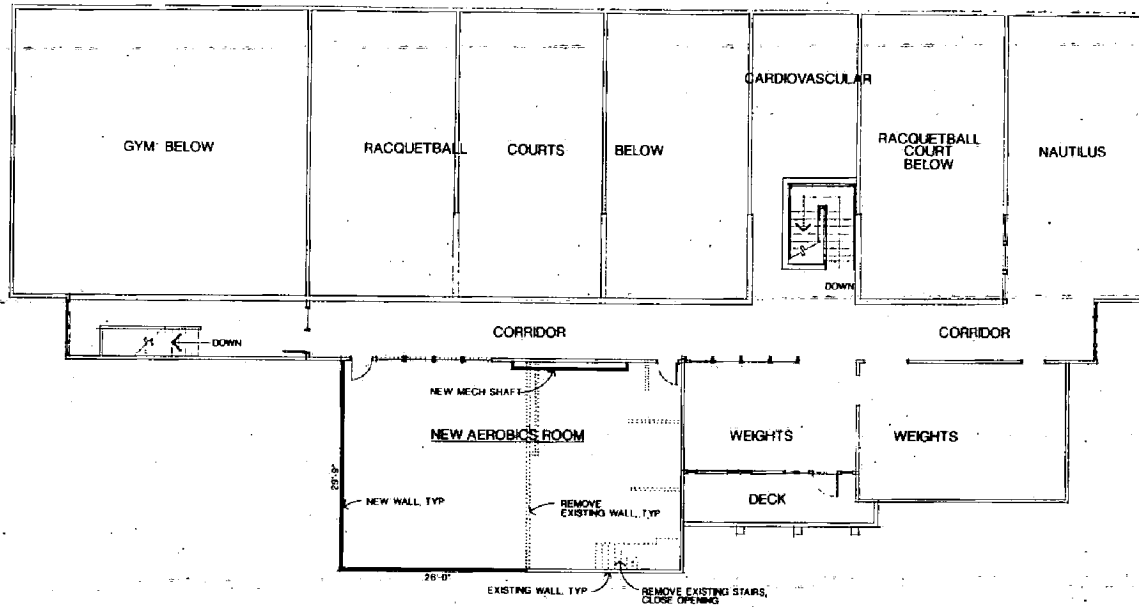 CARDIOVASCULAR
GYM BELOW
RACQUETBALL COURTS BELOW
RACQUETBALL
COURT
BELOW
NAUTILUS
DOWN
CORRIDOR
CORRIDOR
DOWN
NEW MECH SHAFT
NEW AEROBICS ROOM
WEIGHTS
WEIGHTS
29'-9"
NEW WALL, TYP
REMOVE
EXISTING WALL, TYP
DECK
26'-0"
EXISTING WALL, TYP
REMOVE EXISTING STAIRS,
CLOSE OPENING